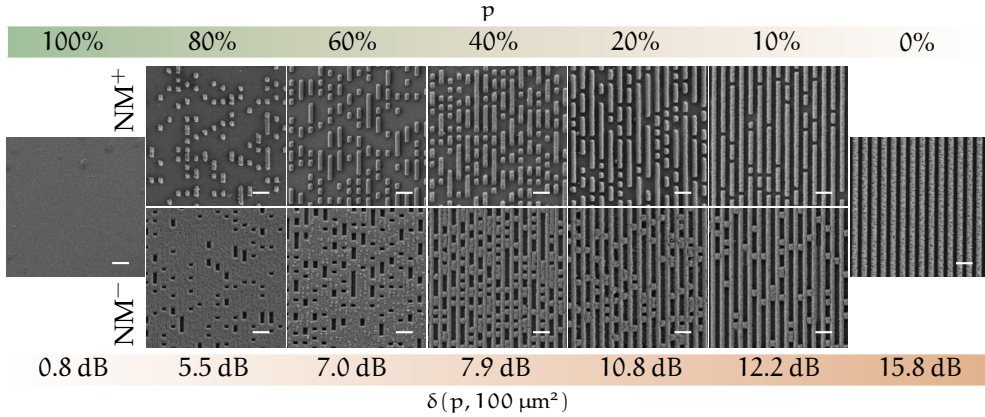 p
100% 80% 60% 40% 20% 10% 0%
NM⁺
NM⁻
0.8 dB 5.5 dB 7.0 dB 7.9 dB 10.8 dB 12.2 dB 15.8 dB
δ(p, 100 µm²)